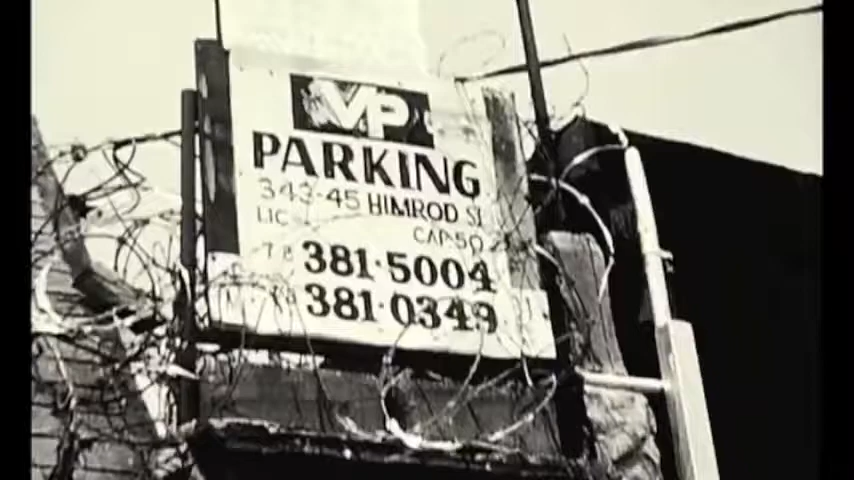 VP
PARKING
343-45 HIMROD ST
LIC
CAP 50
381·5004
381·0349